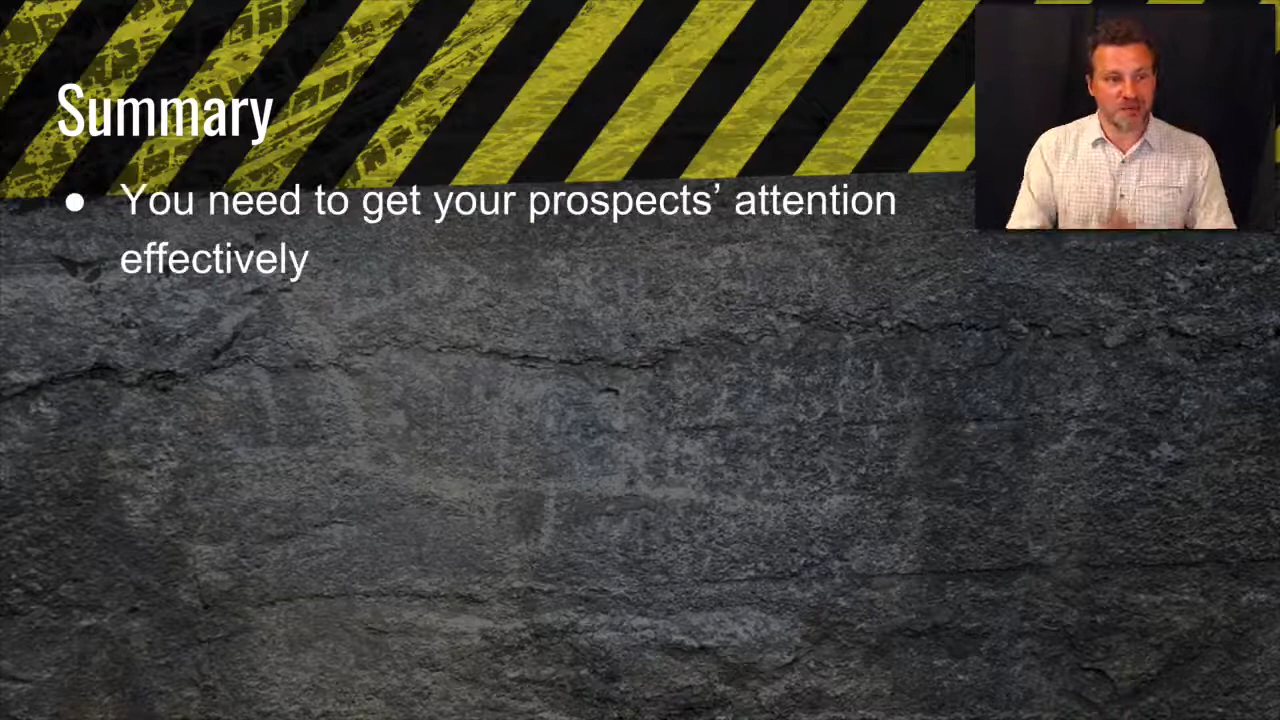 Summary
● You need to get your prospects’ attention
effectively